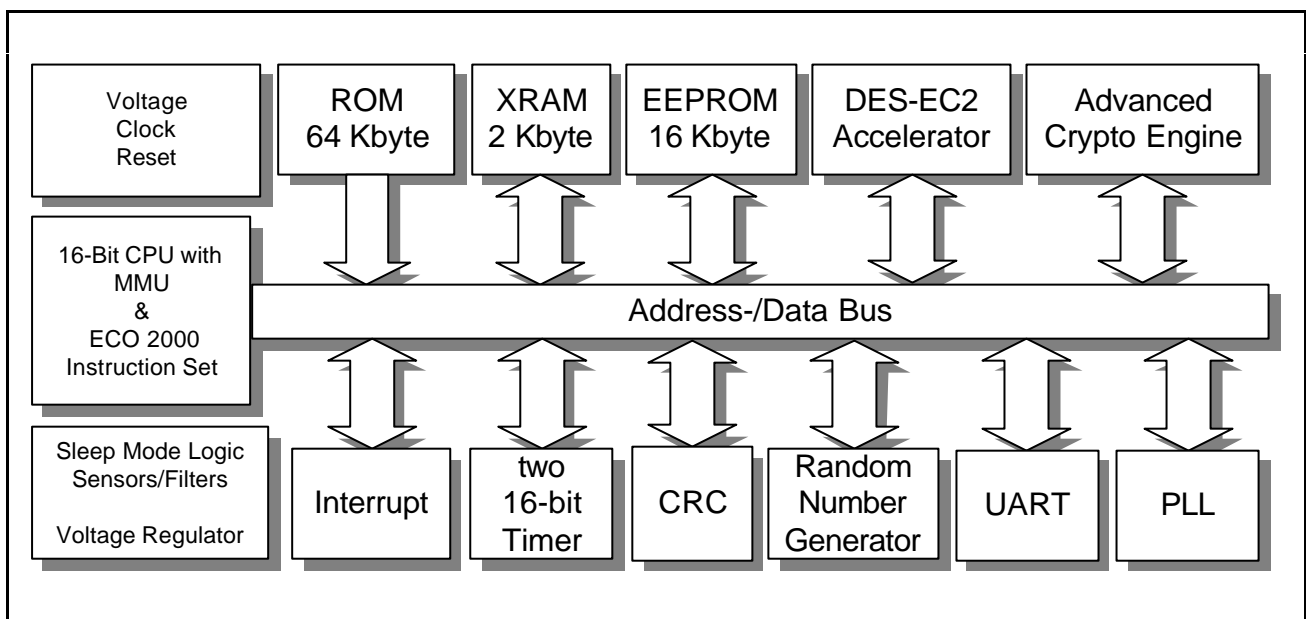 Voltage
Clock
Reset
ROM
64 Kbyte
XRAM
2 Kbyte
EEPROM
16 Kbyte
DES-EC2
Accelerator
Advanced
Crypto Engine
16-Bit CPU with
MMU
&
ECO 2000
Instruction Set
Address-/Data Bus
Sleep Mode Logic
Sensors/Filters
Voltage Regulator
Interrupt
two
16-bit
Timer
CRC
Random
Number
Generator
UART
PLL